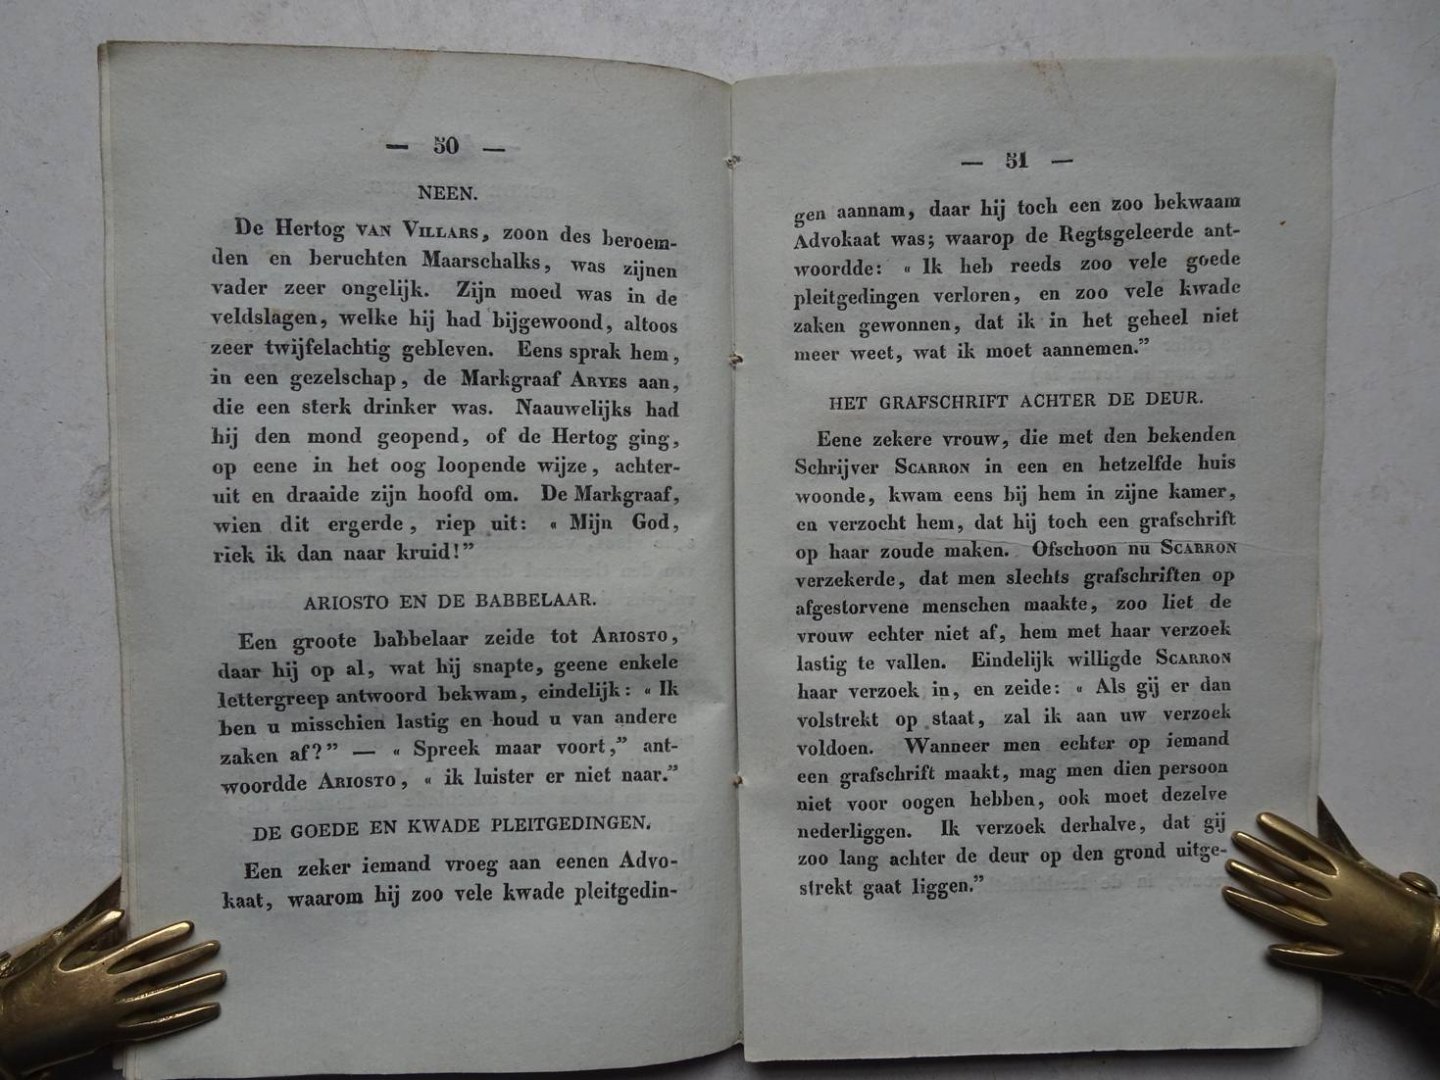 — 50 —
NEEN.
De Hertog VAN VILLARS, zoon des beroem-
den en beruchten Maarschalks, was zijnen
vader zeer ongelijk. Zijn moed was in de
veldslagen, welke hij had bijgewoond, altoos
zeer twijfelachtig gebleven. Eens sprak hem,
in een gezelschap, de Markgraaf ARYES aan,
die een sterk drinker was. Naauwelijks had
hij den mond geopend, of de Hertog ging,
op eene in het oog loopende wijze, achter-
uit en draaide zijn hoofd om. De Markgraaf,
wien dit ergerde, riep uit: « Mijn God,
riek ik dan naar kruid!”
ARIOSTO EN DE BABBELAAR.
Een groote babbelaar zeide tot ARIOSTO,
daar hij op al, wat hij snapte, geene enkele
lettergreep antwoord bekwam, eindelijk: « Ik
ben u misschien lastig en houd u van andere
zaken af?” — « Spreek maar voort,” ant-
woordde ARIOSTO, « ik luister er niet naar.”
DE GOEDE EN KWADE PLEITGEDINGEN.
Een zeker iemand vroeg aan eenen Advo-
kaat, waarom hij zoo vele kwade pleitgedin-
— 51 —
gen aannam, daar hij toch een zoo bekwaam
Advokaat was; waarop de Regtsgeleerde ant-
woordde: « Ik heb reeds zoo vele goede
pleitgedingen verloren, en zoo vele kwade
zaken gewonnen, dat ik in het geheel niet
meer weet, wat ik moet aannemen.”
HET GRAFSCHRIFT ACHTER DE DEUR.
Eene zekere vrouw, die met den bekenden
Schrijver SCARRON in een en hetzelfde huis
woonde, kwam eens bij hem in zijne kamer,
en verzocht hem, dat hij toch een grafschrift
op haar zoude maken. Ofschoon nu SCARRON
verzekerde, dat men slechts grafschriften op
afgestorvene menschen maakte, zoo liet de
vrouw echter niet af, hem met haar verzoek
lastig te vallen. Eindelijk willigde SCARRON
haar verzoek in, en zeide: « Als gij er dan
volstrekt op staat, zal ik aan uw verzoek
voldoen. Wanneer men echter op iemand
een grafschrift maakt, mag men dien persoon
niet voor oogen hebben, ook moet dezelve
nederliggen. Ik verzoek derhalve, dat gij
zoo lang achter de deur op den grond uitge-
strekt gaat liggen.”